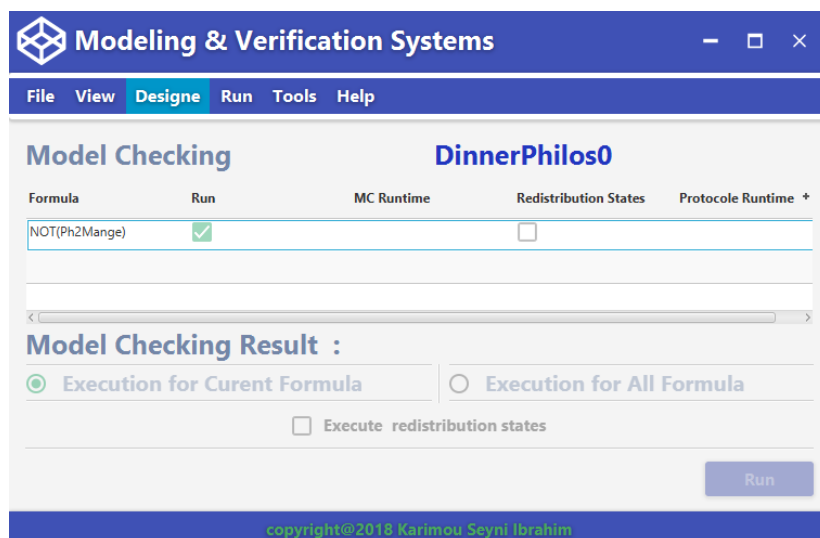 Modeling & Verification Systems
File View Designe Run Tools Help
Model Checking DinnerPhilos0
Formula Run MC Runtime Redistribution States Protocole Runtime +
NOT(Ph2Mange)
Model Checking Result :
Execution for Curent Formula Execution for All Formula
Execute redistribution states
Run
copyright@2018 Karimou Seyni Ibrahim